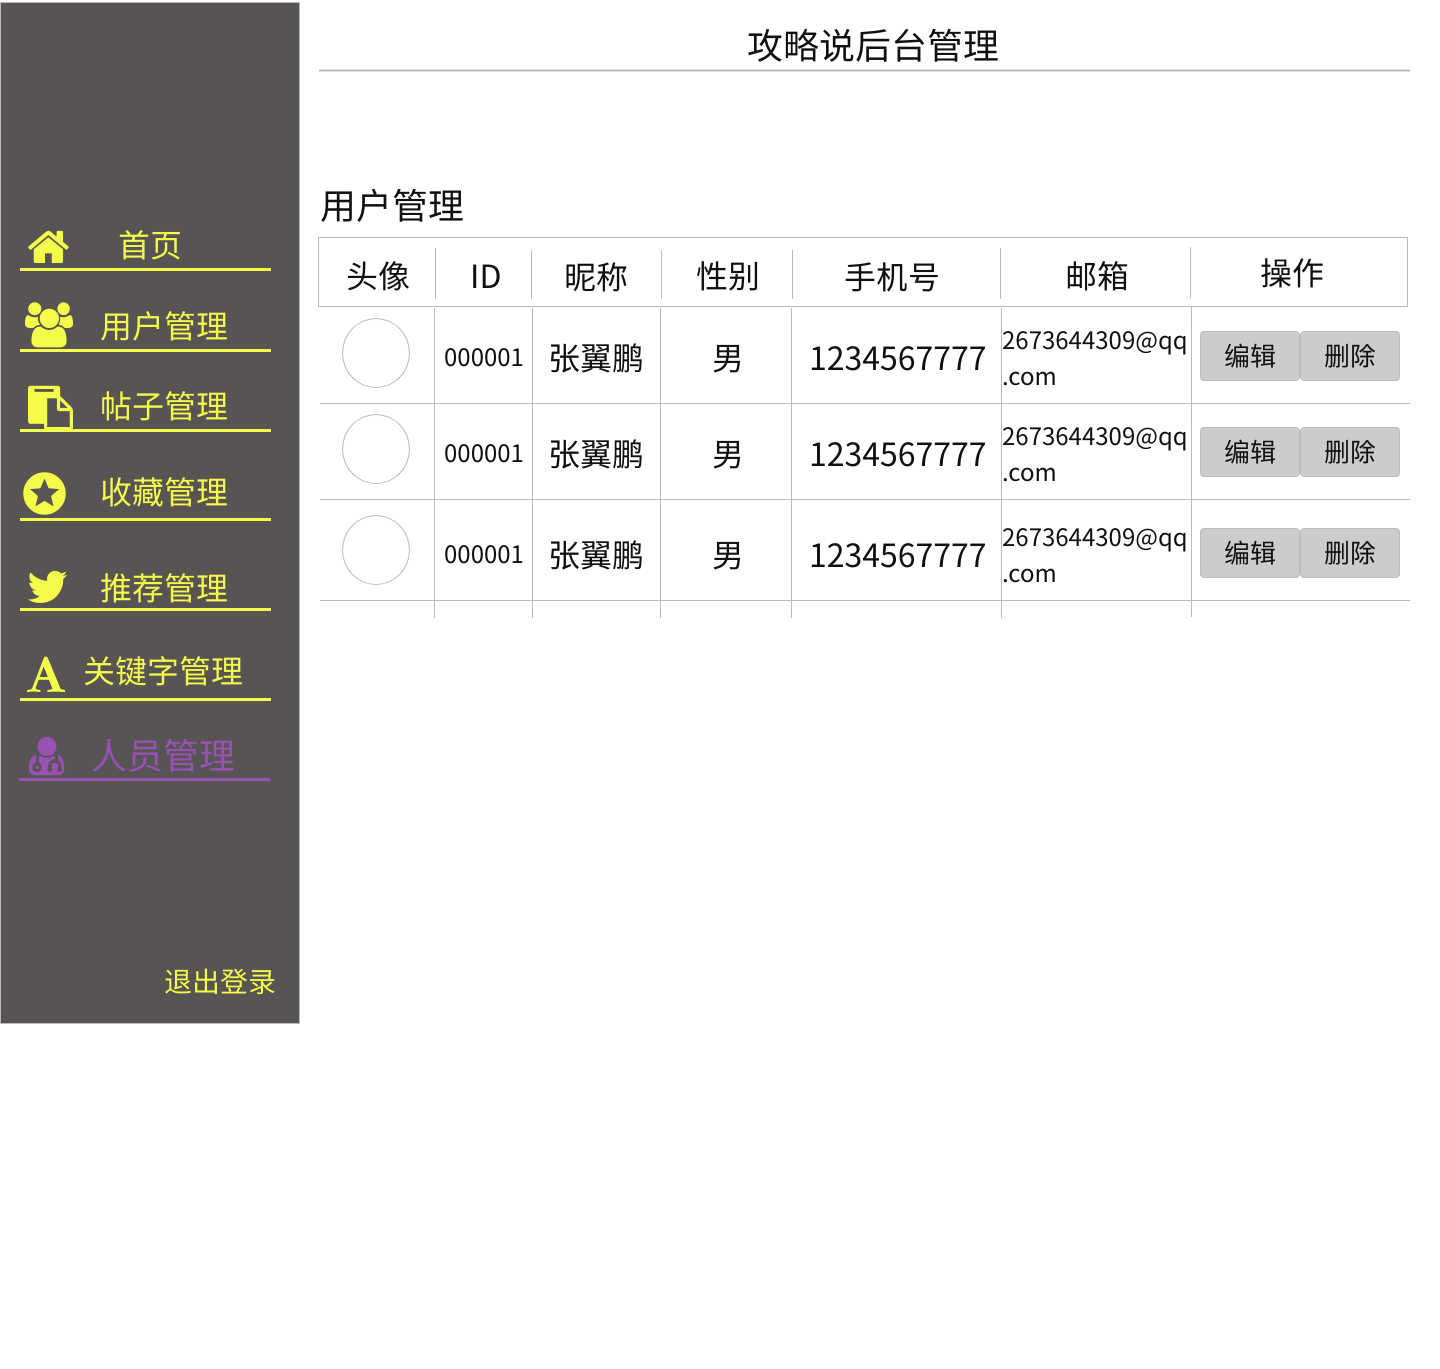 攻略说后台管理
首页
用户管理
帖子管理
收藏管理
推荐管理
关键字管理
人员管理
退出登录
用户管理
头像 ID 昵称 性别 手机号 邮箱 操作
000001 张翼鹏 男 1234567777 2673644309@qq 编辑 删除
.com
000001 张翼鹏 男 1234567777 2673644309@qq 编辑 删除
.com
000001 张翼鹏 男 1234567777 2673644309@qq 编辑 删除
.com